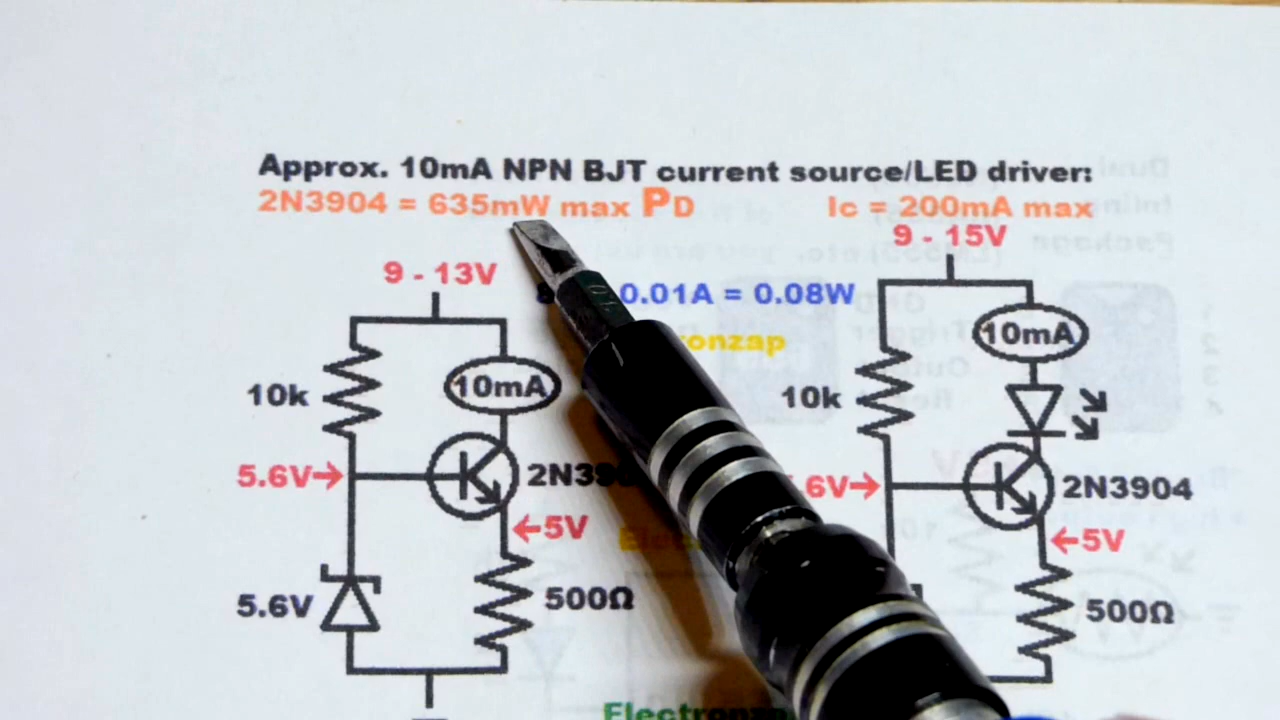 Approx. 10mA NPN BJT current source/LED driver:
2N3904 = 635mW max PD
Ic = 200mA max
9 - 13V
0.01A = 0.08W
9 - 15V
10k
10mA
10k
10mA
5.6V→
←5V
2N3904
←5V
5.6V
500Ω
500Ω